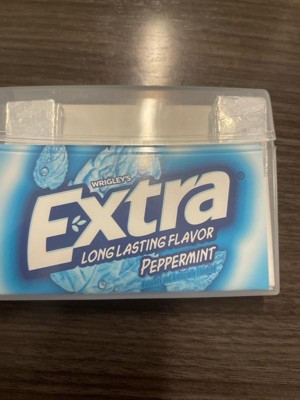 WRIGLEY'S
Extra
LONG LASTING FLAVOR
PEPPERMINT